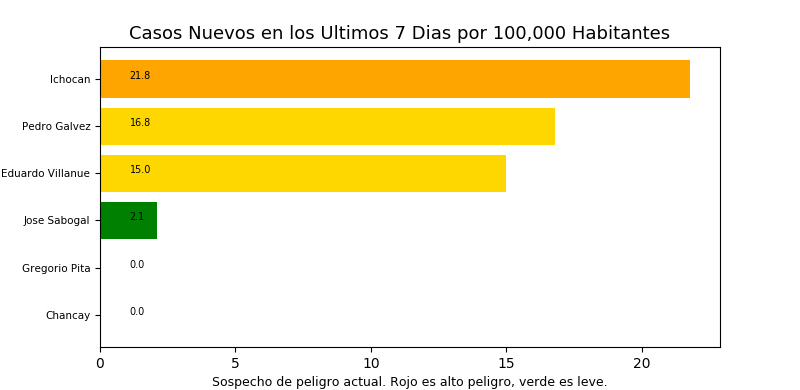 Casos Nuevos en los Ultimos 7 Dias por 100,000 Habitantes
Ichocan 21.8
Pedro Galvez 16.8
Eduardo Villanue 15.0
Jose Sabogal 2.1
Gregorio Pita 0.0
Chancay 0.0
0 5 10 15 20
Sospecho de peligro actual. Rojo es alto peligro, verde es leve.